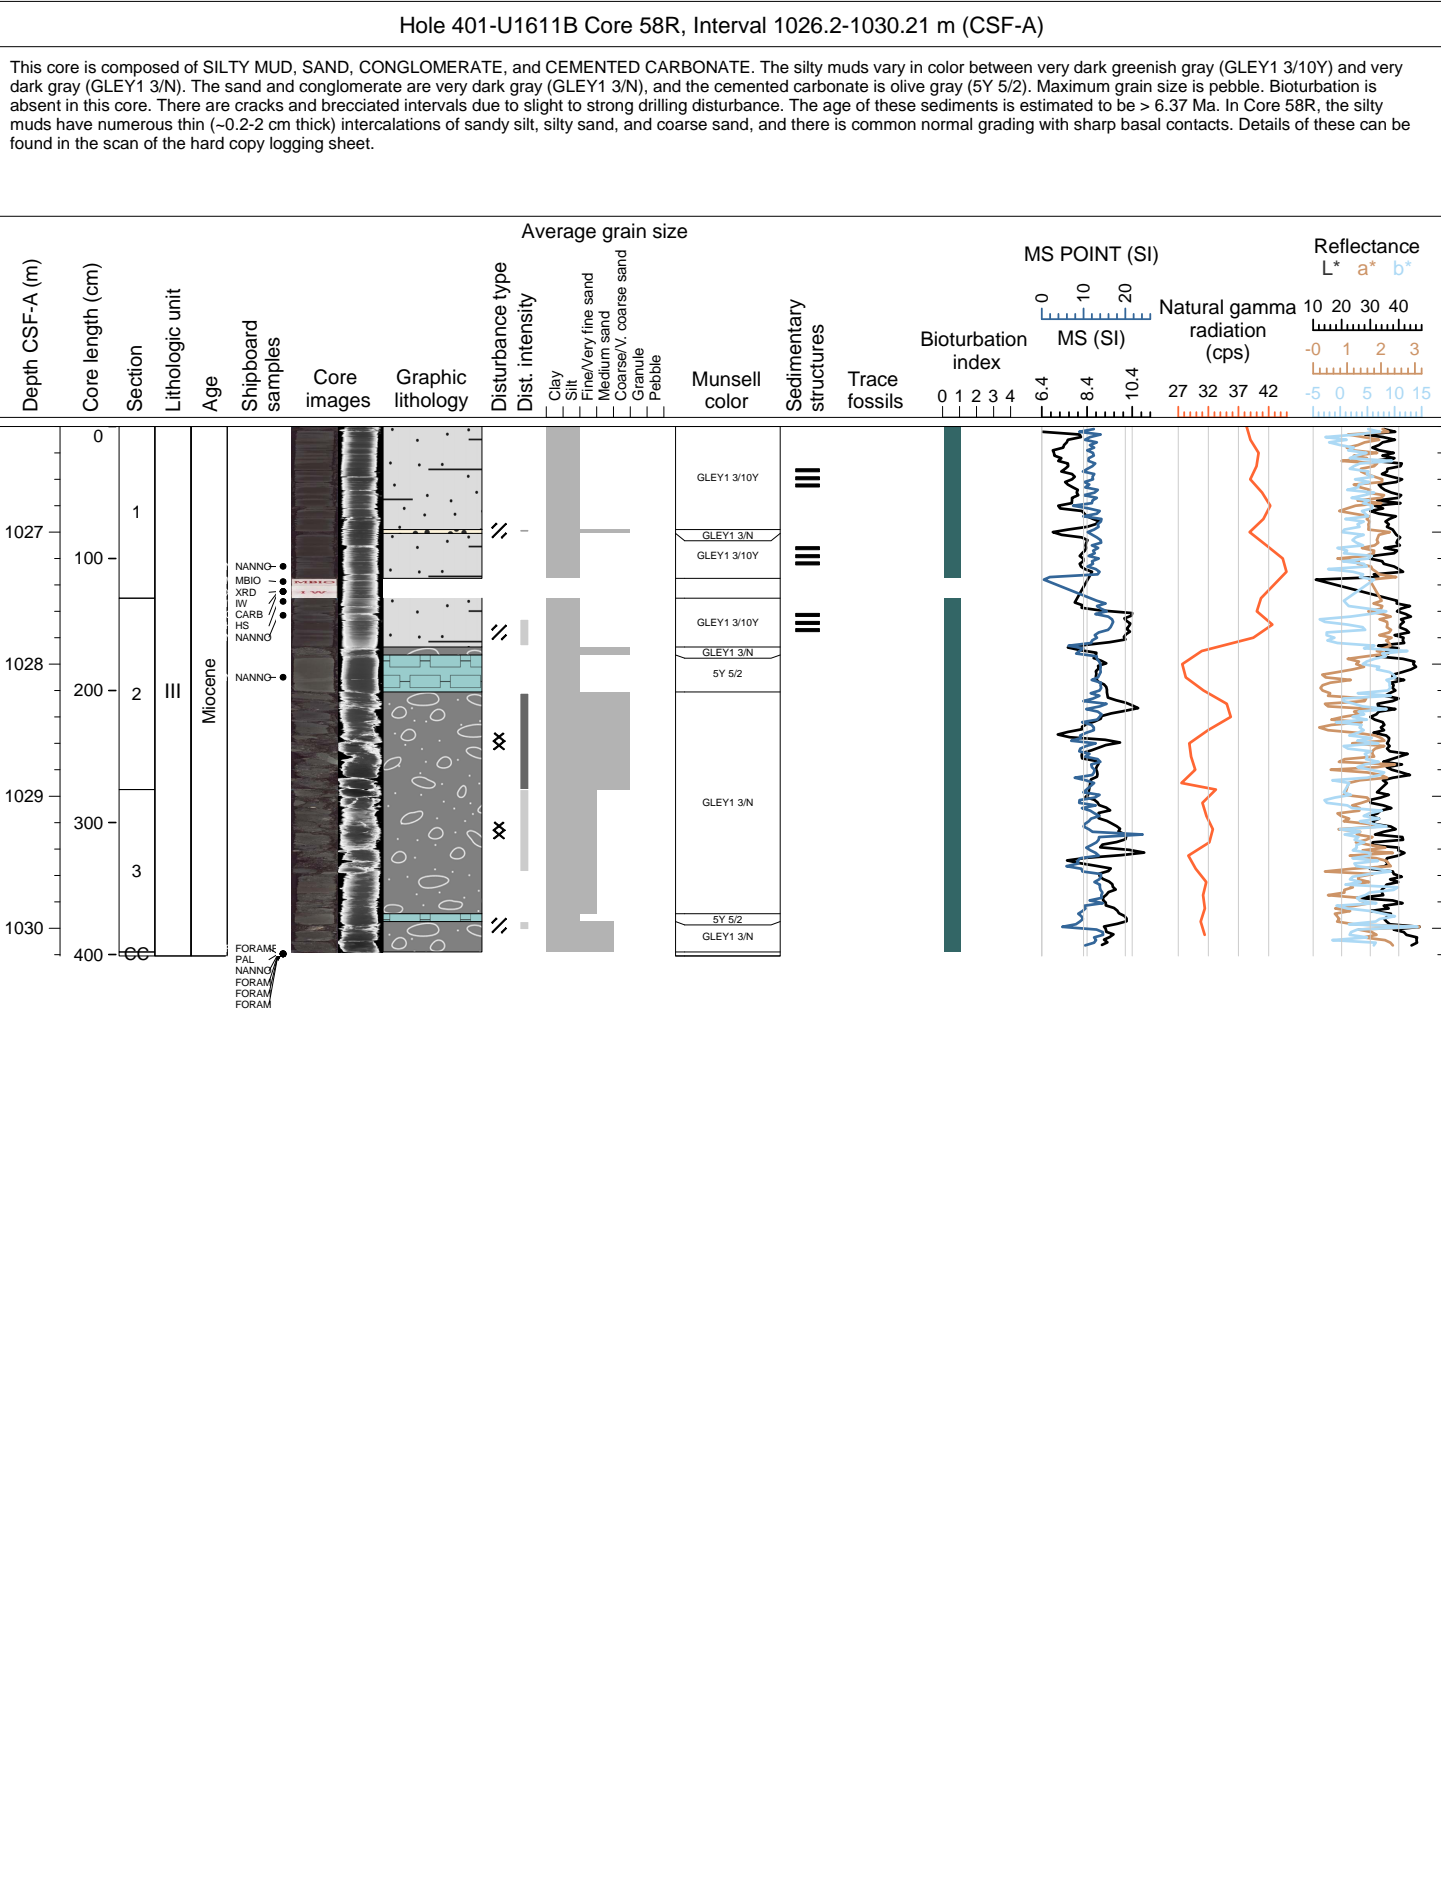 Hole 401-U1611B Core 58R, Interval 1026.2-1030.21 m (CSF-A)
This core is composed of SILTY MUD, SAND, CONGLOMERATE, and CEMENTED CARBONATE. The silty muds vary in color between very dark greenish gray (GLEY1 3/10Y) and very
dark gray (GLEY1 3/N). The sand and conglomerate are very dark gray (GLEY1 3/N), and the cemented carbonate is olive gray (5Y 5/2). Maximum grain size is pebble. Bioturbation is
absent in this core. There are cracks and brecciated intervals due to slight to strong drilling disturbance. The age of these sediments is estimated to be > 6.37 Ma. In Core 58R, the silty
muds have numerous thin (~0.2-2 cm thick) intercalations of sandy silt, silty sand, and coarse sand, and there is common normal grading with sharp basal contacts. Details of these can be
found in the scan of the hard copy logging sheet.
Depth CSF-A (m)
Core length (cm)
Section
Lithologic unit
Age
Shipboard
samples
Core
images
Graphic
lithology
Disturbance type
Dist. intensity
Average grain size
Clay
Silt
Fine/Very fine sand
Medium sand
Coarse/V. coarse sand
Granule
Pebble
Munsell
color
Sedimentary
structures
Trace
fossils
Bioturbation
index
0 1 2 3 4
MS POINT (SI)
0 10 20
MS (SI)
6.4 8.4 10.4
Natural gamma
radiation
(cps)
27 32 37 42
Reflectance
L* a* b*
10 20 30 40
-0 1 2 3
-5 0 5 10 15
1027
1028
1029
1030
0
100
200
300
400
1
2
3
CC
III
Miocene
NANNO
MBIO
XRD
IW
CARB
HS
NANNO
NANNO
FORAM
PAL
NANNO
FORAM
FORAM
FORAM
MBIO
IW
GLEY1 3/10Y
GLEY1 3/N
GLEY1 3/10Y
GLEY1 3/10Y
GLEY1 3/N
5Y 5/2
GLEY1 3/N
5Y 5/2
GLEY1 3/N